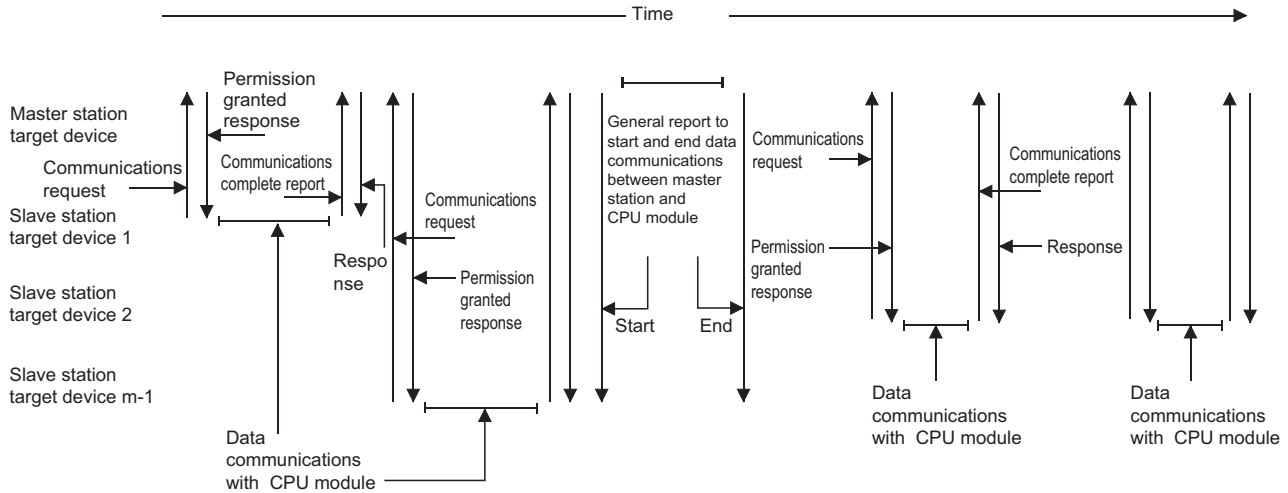 Time
Master station
target device
Permission
granted
response
Communications
request
Communications
complete report
Slave station
target device 1
Respo
nse
Communications
request
Permission
granted
response
Slave station
target device 2
Slave station
target device m-1
Data
communications
with CPU module
General report to
start and end data
communications
between master
station and
CPU module
Start
End
Communications
request
Permission
granted
response
Communications
complete report
Response
Data
communications
with CPU module
Data
communications
with CPU module